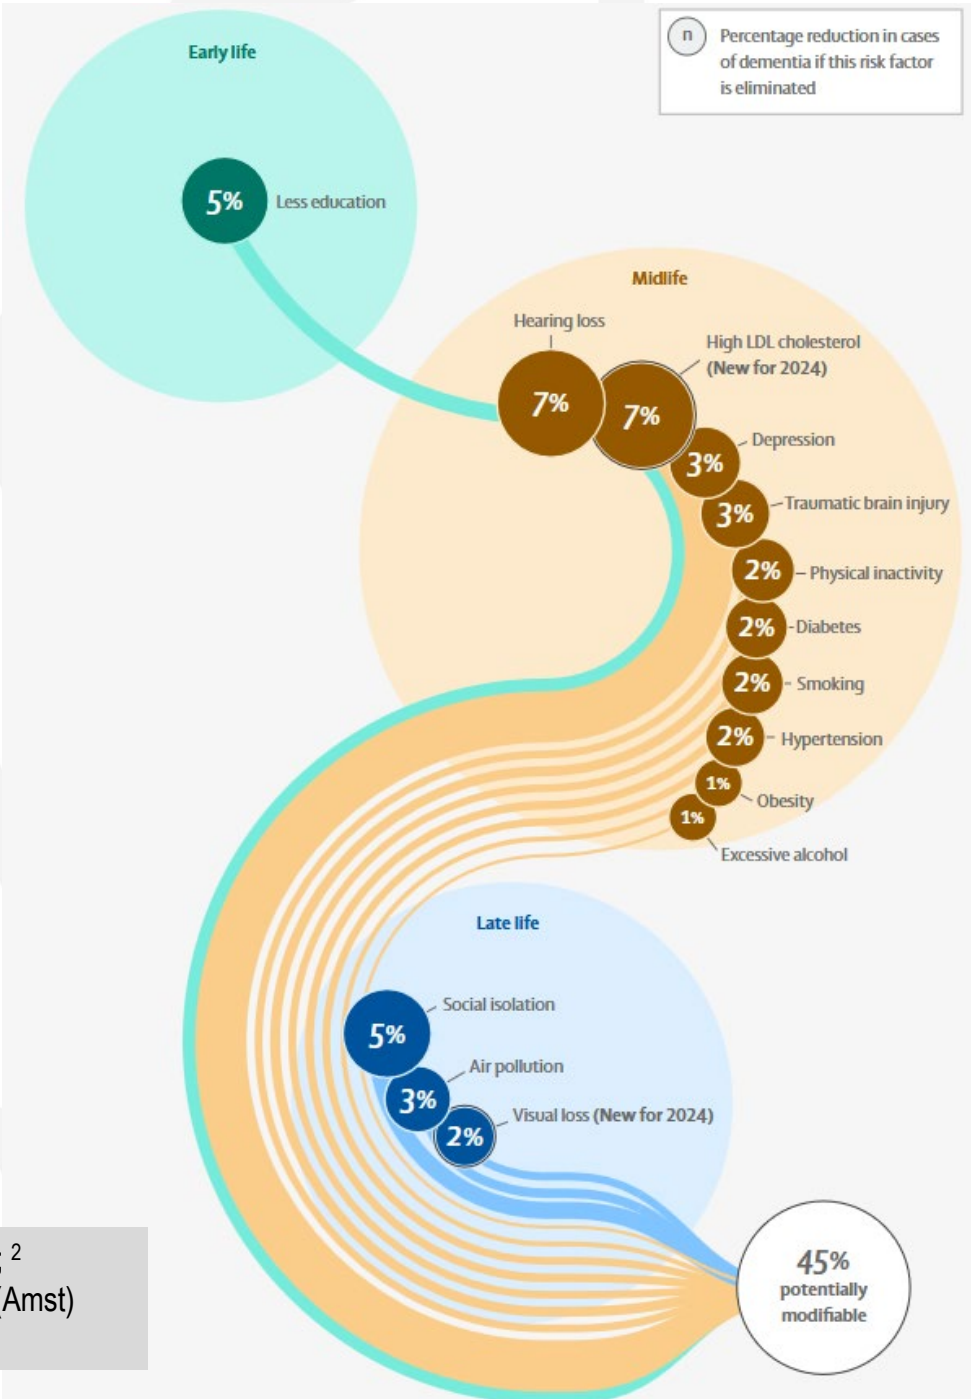 Early life
n
Percentage reduction in cases
of dementia if this risk factor
is eliminated
5%
Less education
Midlife
Hearing loss
High LDL cholesterol
(New for 2024)
7%
7%
Depression
3%
Traumatic brain injury
3%
2%
Physical inactivity
2%
Diabetes
2%
Smoking
2%
Hypertension
1%
Obesity
1%
Excessive alcohol
Late life
Social isolation
5%
Air pollution
3%
Visual loss (New for 2024)
2%
2
(Amst)
45%
potentially
modifiable